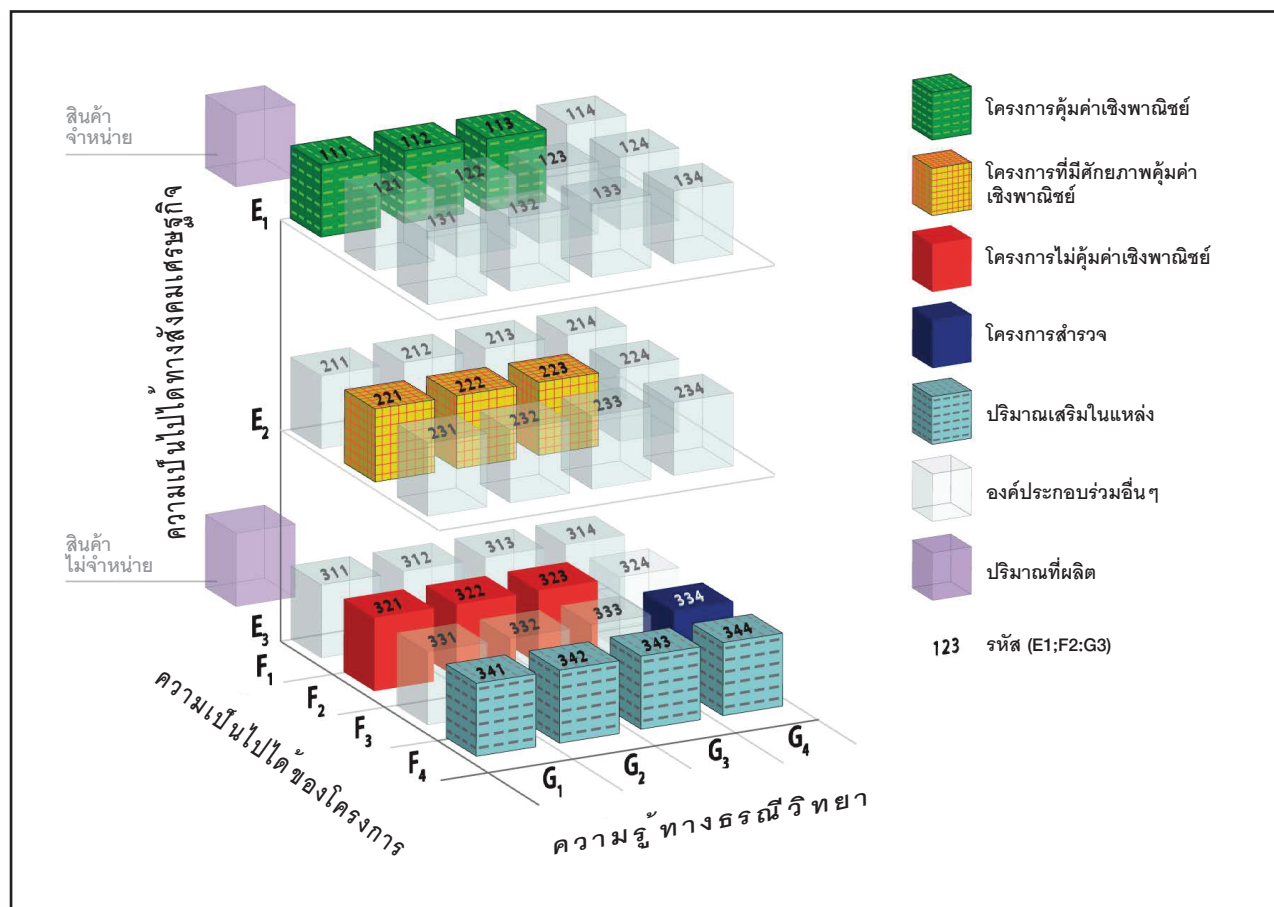 สินค้า
จำหน่าย
ความเป็นไปได้ทางสังคมเศรษฐกิจ
111 112 113 114
121 122 123 124
131 132 133 134
E1
211 212 213 214
221 222 223 224
231 232 233 234
E2
สินค้า
ไม่จำหน่าย
311 312 313 314
321 322 323 324
331 332 333 334
341 342 343 344
E3
F1
F2
F3
F4
G1
G2
G3
G4
ความเป็นไปได้ของโครงการ
ความรู้ทางธรณีวิทยา
โครงการคุ้มค่าเชิงพาณิชย์
โครงการที่มีศักยภาพคุ้มค่า
เชิงพาณิชย์
โครงการไม่คุ้มค่าเชิงพาณิชย์
โครงการสำรวจ
ปริมาณเสริมในแหล่ง
องค์ประกอบร่วมอื่นๆ
ปริมาณที่ผลิต
123 รหัส (E1;F2:G3)